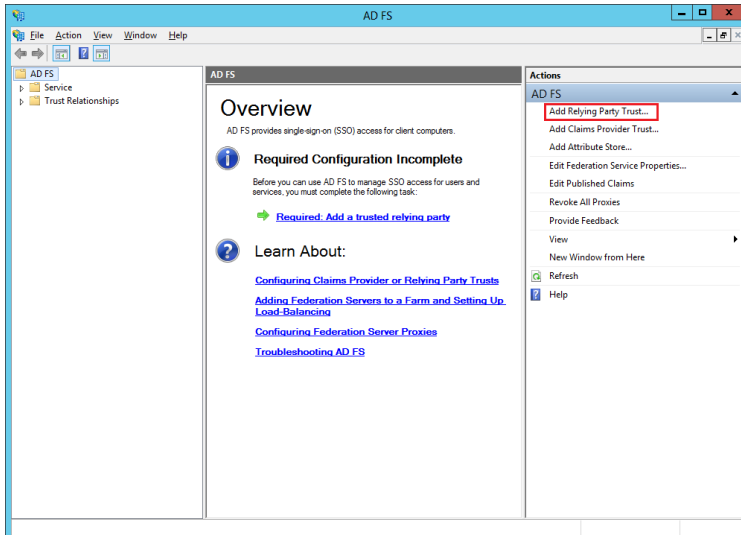 AD FS
File Action View Window Help
AD FS
Service
Trust Relationships
AD FS
Overview
AD FS provides single-sign-on (SSO) access for client computers.
Required Configuration Incomplete
Before you can use AD FS to manage SSO access for users and
services, you must complete the following task:
Required: Add a trusted relying party
Learn About:
Configuring Claims Provider or Relying Party Trusts
Adding Federation Servers to a Farm and Setting Up
Load-Balancing
Configuring Federation Server Proxies
Troubleshooting AD FS
Actions
AD FS
Add Relying Party Trust...
Add Claims Provider Trust...
Add Attribute Store...
Edit Federation Service Properties...
Edit Published Claims
Revoke All Proxies
Provide Feedback
View
New Window from Here
Refresh
Help